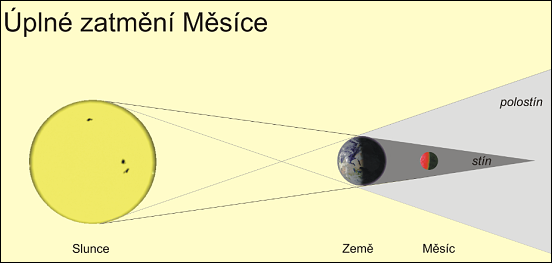 Úplné zatmění Měsíce
polostín
stín
Slunce
Země
Měsíc